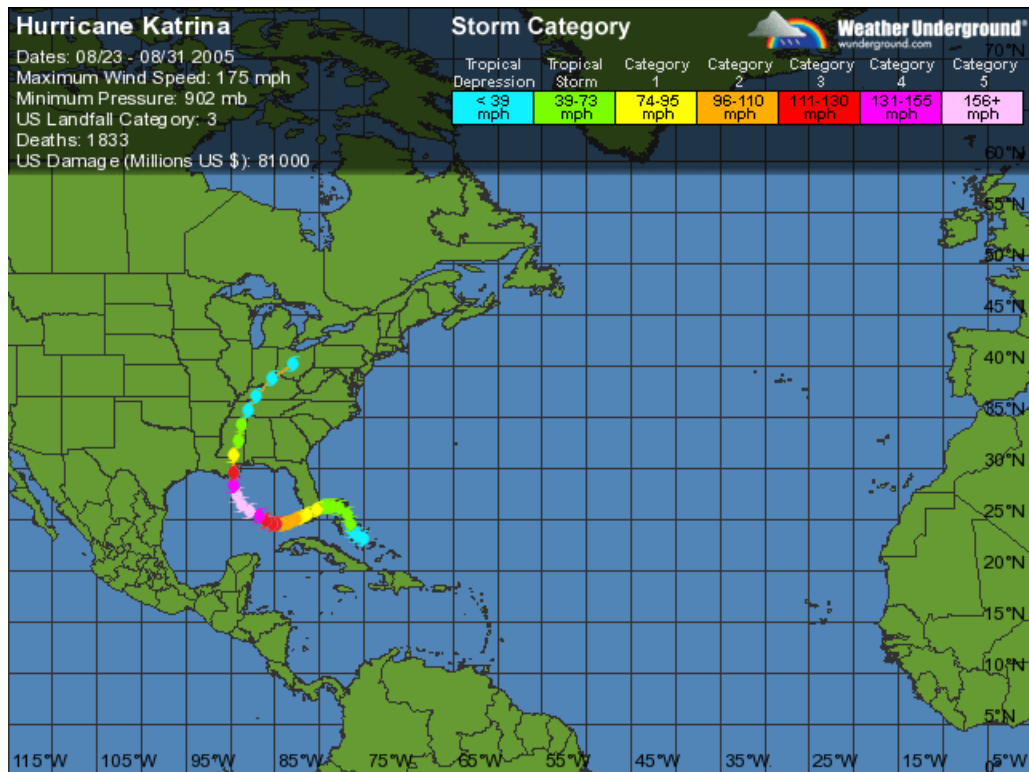 Hurricane Katrina
Dates: 08/23 - 08/31 2005
Maximum Wind Speed: 175 mph
Minimum Pressure: 902 mb
US Landfall Category: 3
Deaths: 1833
US Damage (Millions US $): 81000
Storm Category
Weather Underground®
wunderground.com
Tropical Depression Tropical Storm Category 1 Category 2 Category 3 Category 4 Category 5
< 39 mph 39-73 mph 74-95 mph 96-110 mph 111-130 mph 131-155 mph 156+ mph
70°N
60°N
55°N
50°N
45°N
40°N
35°N
30°N
25°N
20°N
15°N
10°N
5°N
0°
115°W 105°W 95°W 85°W 75°W 65°W 55°W 45°W 35°W 25°W 15°W 5°W